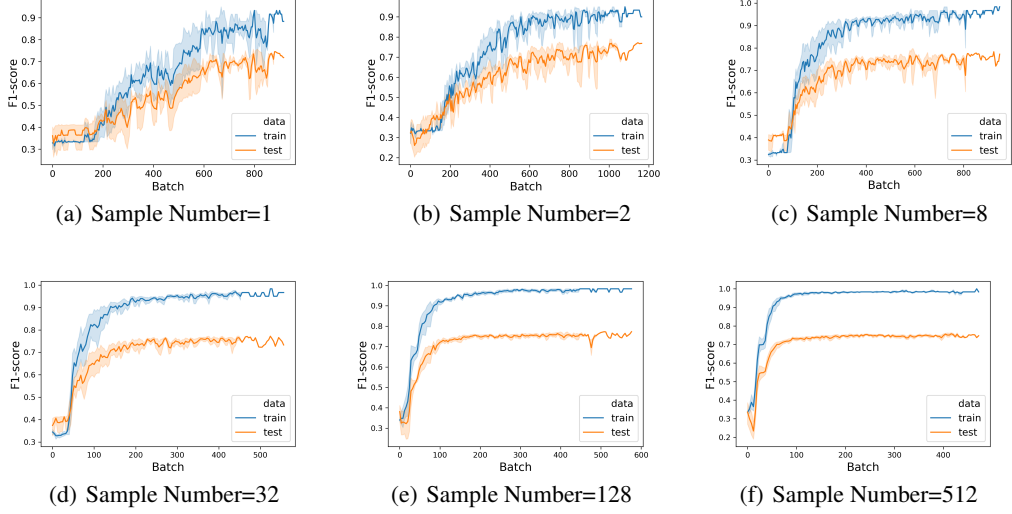 0.9
0.8
0.7
0.6
0.5
0.4
0.3
F1-score
0 200 400 600 800
Batch
data
train
test
(a) Sample Number=1
0.9
0.8
0.7
0.6
0.5
0.4
0.3
0.2
F1-score
0 200 400 600 800 1000 1200
Batch
data
train
test
(b) Sample Number=2
1.0
0.9
0.8
0.7
0.6
0.5
0.4
0.3
F1-score
0 200 400 600 800
Batch
data
train
test
(c) Sample Number=8
1.0
0.9
0.8
0.7
0.6
0.5
0.4
0.3
F1-score
0 100 200 300 400 500
Batch
data
train
test
(d) Sample Number=32
1.0
0.9
0.8
0.7
0.6
0.5
0.4
0.3
F1-score
0 100 200 300 400 500 600
Batch
data
train
test
(e) Sample Number=128
1.0
0.9
0.8
0.7
0.6
0.5
0.4
0.3
0.2
F1-score
0 100 200 300 400 500
Batch
data
train
test
(f) Sample Number=512